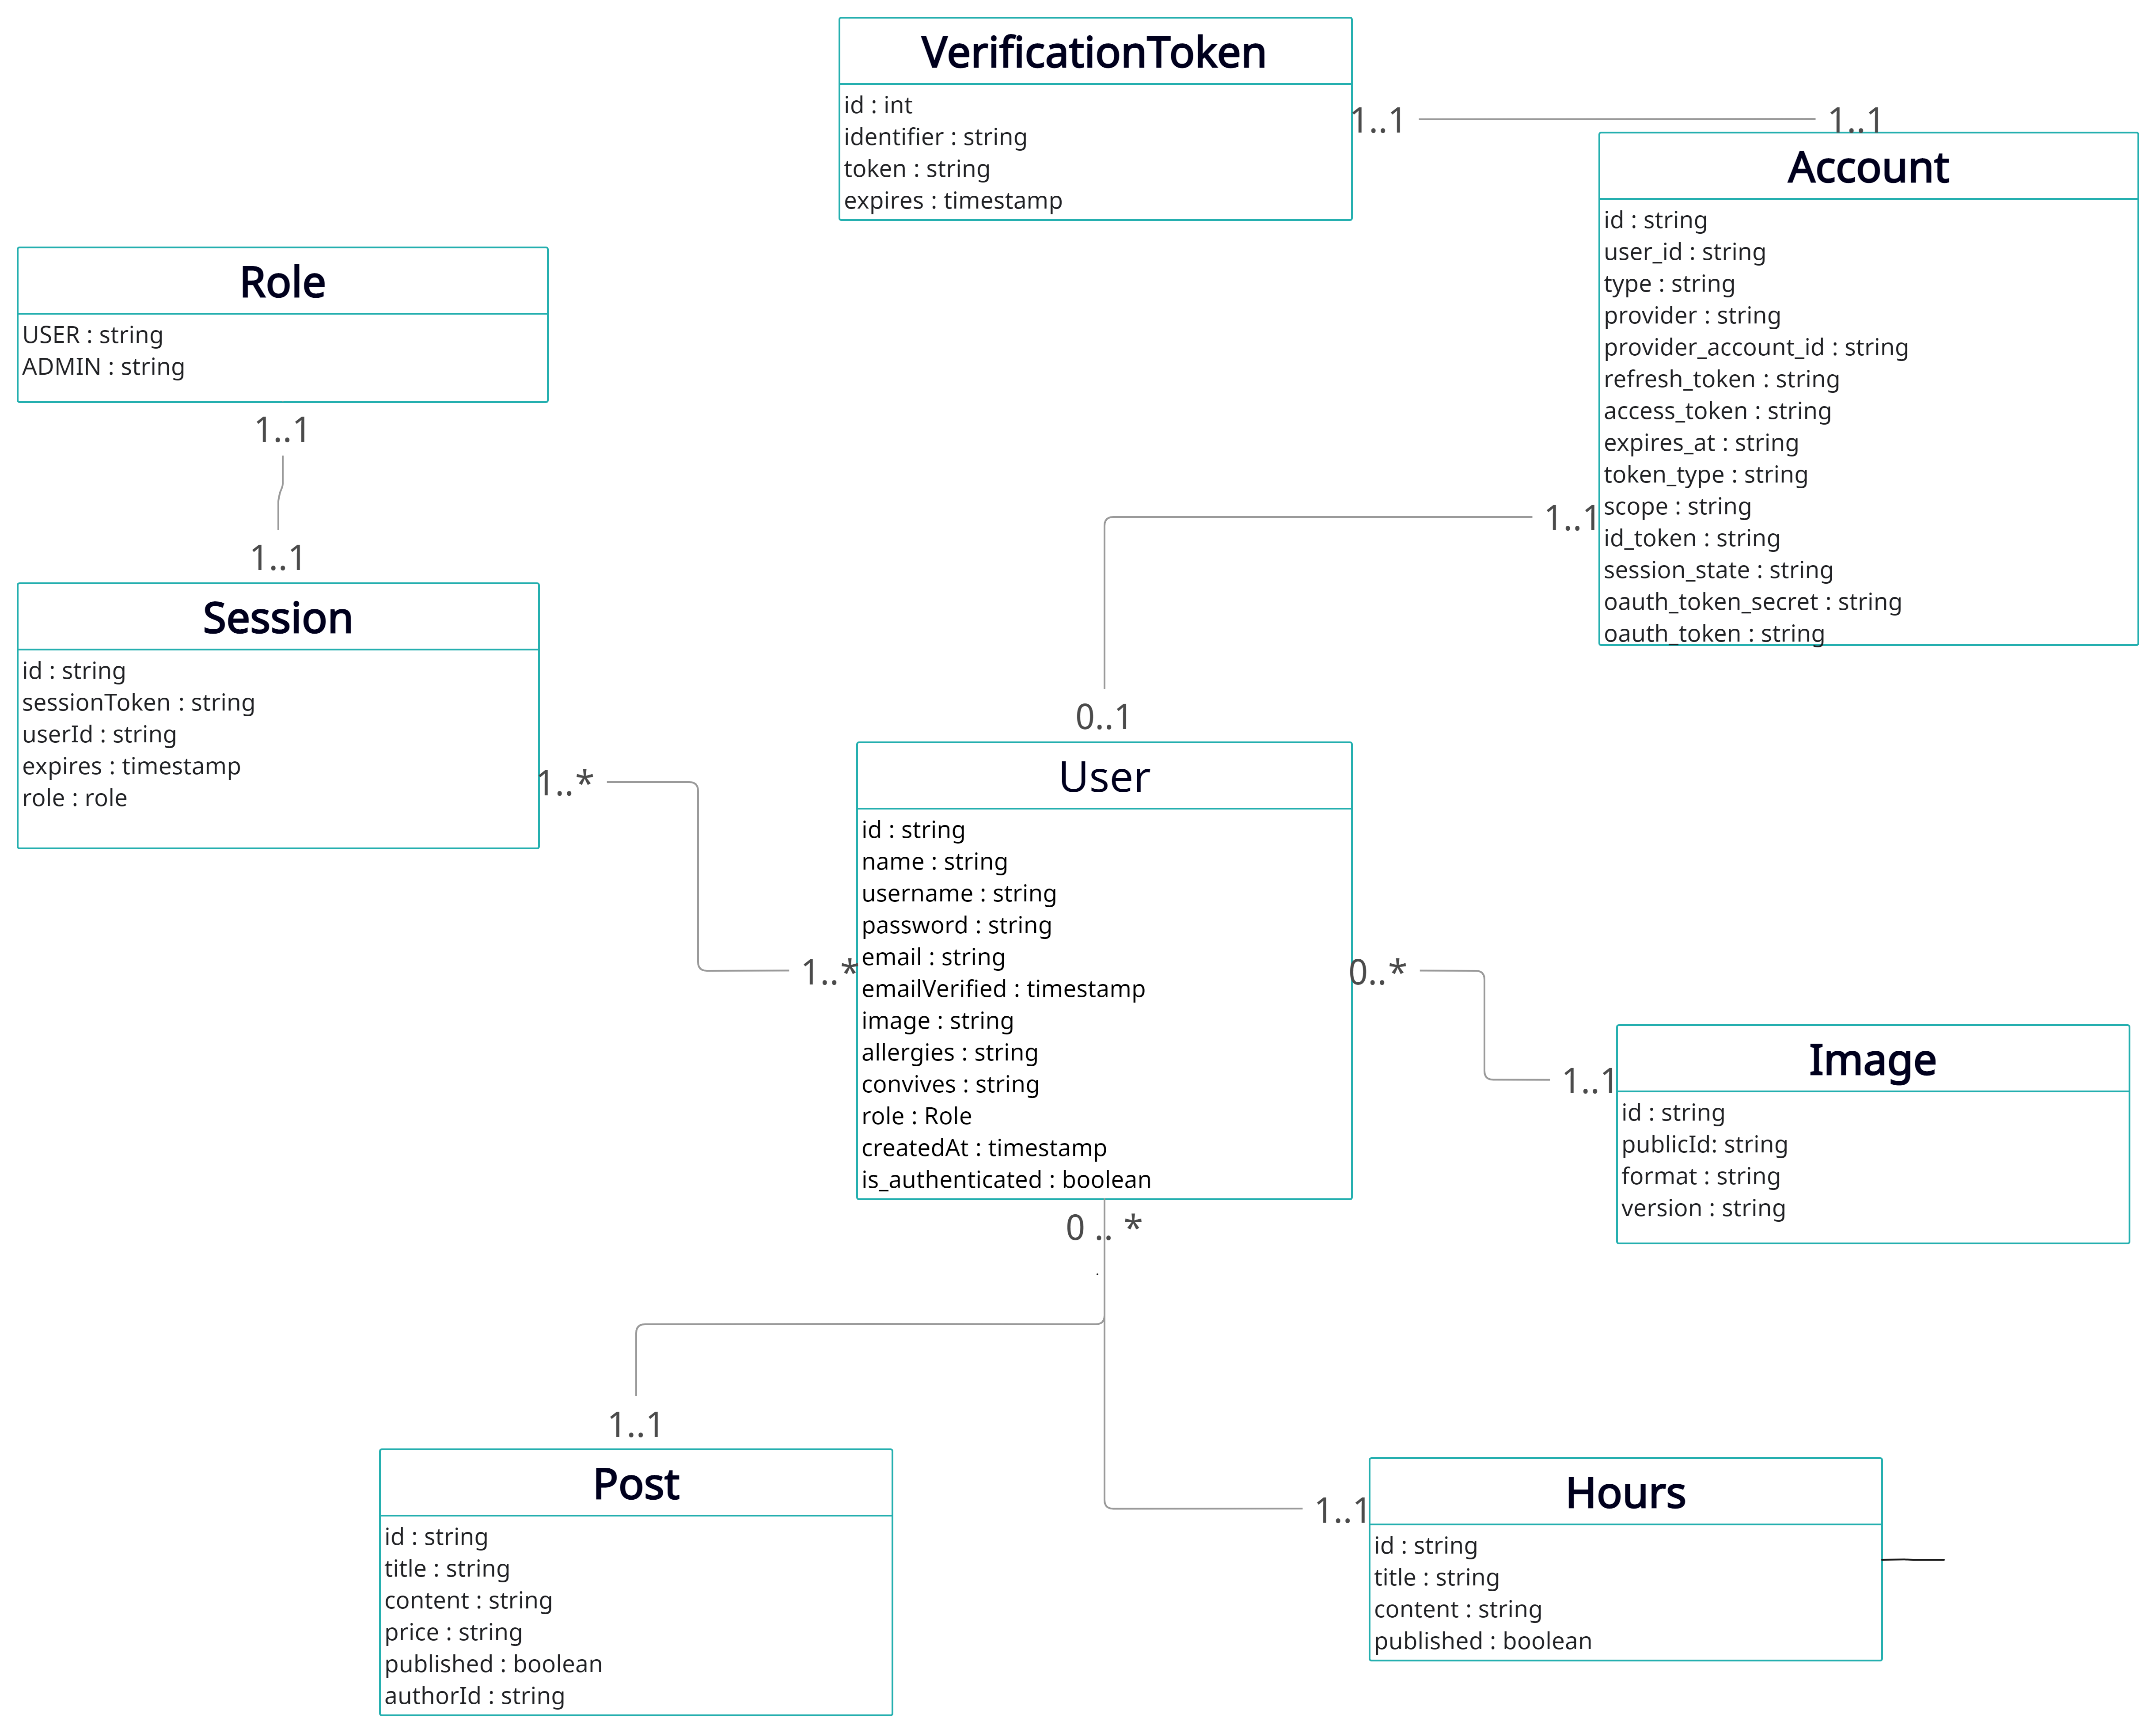 VerificationToken
id : int
identifier : string
token : string
expires : timestamp
1..1
1..1
Account
id : string
user_id : string
type : string
provider : string
provider_account_id : string
refresh_token : string
access_token : string
expires_at : string
token_type : string
scope : string
id_token : string
session_state : string
oauth_token_secret : string
oauth_token : string
Role
USER : string
ADMIN : string
1..1
1..1
Session
id : string
sessionToken : string
userId : string
expires : timestamp
role : role
1..*
1..*
1..1
0..1
User
id : string
name : string
username : string
password : string
email : string
emailVerified : timestamp
image : string
allergies : string
convives : string
role : Role
createdAt : timestamp
is_authenticated : boolean
0..*
1..1
Image
id : string
publicId: string
format : string
version : string
0 .. *
.
1..1
Post
id : string
title : string
content : string
price : string
published : boolean
authorId : string
1..1
Hours
id : string
title : string
content : string
published : boolean